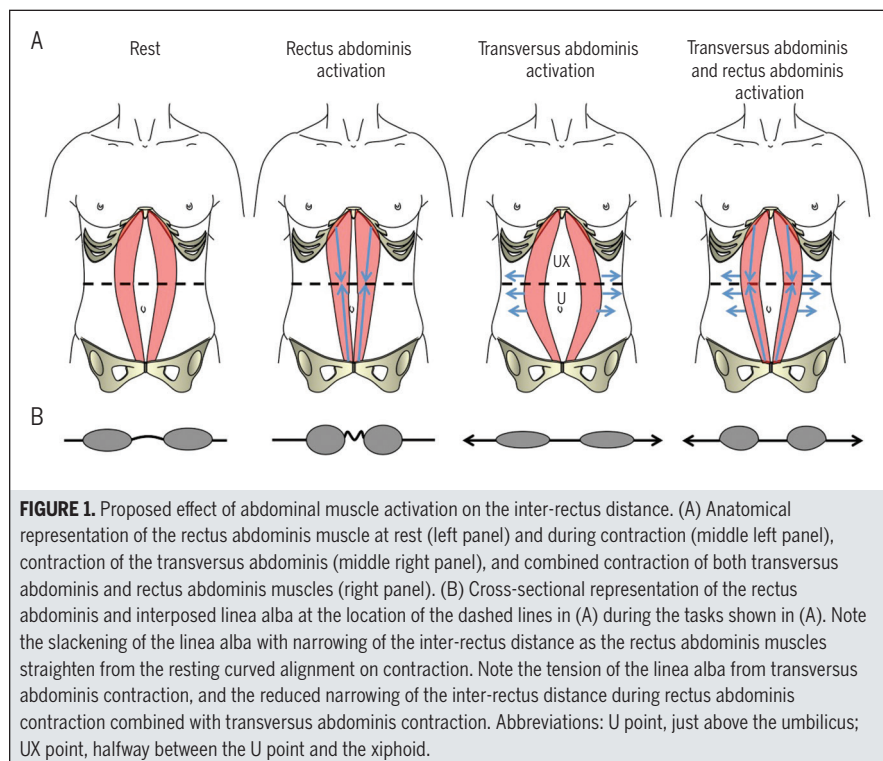 A
Rest
Rectus abdominis
activation
Transversus abdominis
activation
Transversus abdominis
and rectus abdominis
activation
UX
U
B
FIGURE 1. Proposed effect of abdominal muscle activation on the inter-rectus distance. (A) Anatomical
representation of the rectus abdominis muscle at rest (left panel) and during contraction (middle left panel),
contraction of the transversus abdominis (middle right panel), and combined contraction of both transversus
abdominis and rectus abdominis muscles (right panel). (B) Cross-sectional representation of the rectus
abdominis and interposed linea alba at the location of the dashed lines in (A) during the tasks shown in (A). Note
the slackening of the linea alba with narrowing of the inter-rectus distance as the rectus abdominis muscles
straighten from the resting curved alignment on contraction. Note the tension of the linea alba from transversus
abdominis contraction, and the reduced narrowing of the inter-rectus distance during rectus abdominis
contraction combined with transversus abdominis contraction. Abbreviations: U point, just above the umbilicus;
UX point, halfway between the U point and the xiphoid.